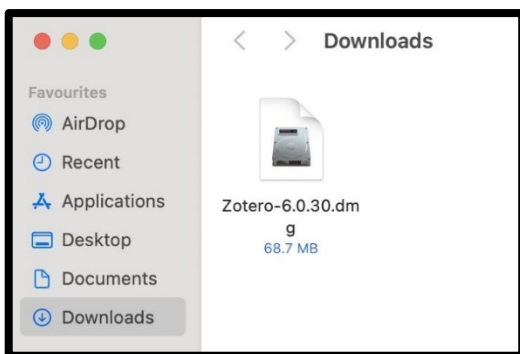 Downloads
Favourites
AirDrop
Recent
Applications
Desktop
Documents
Downloads
Zotero-6.0.30.dm
g
68.7 MB